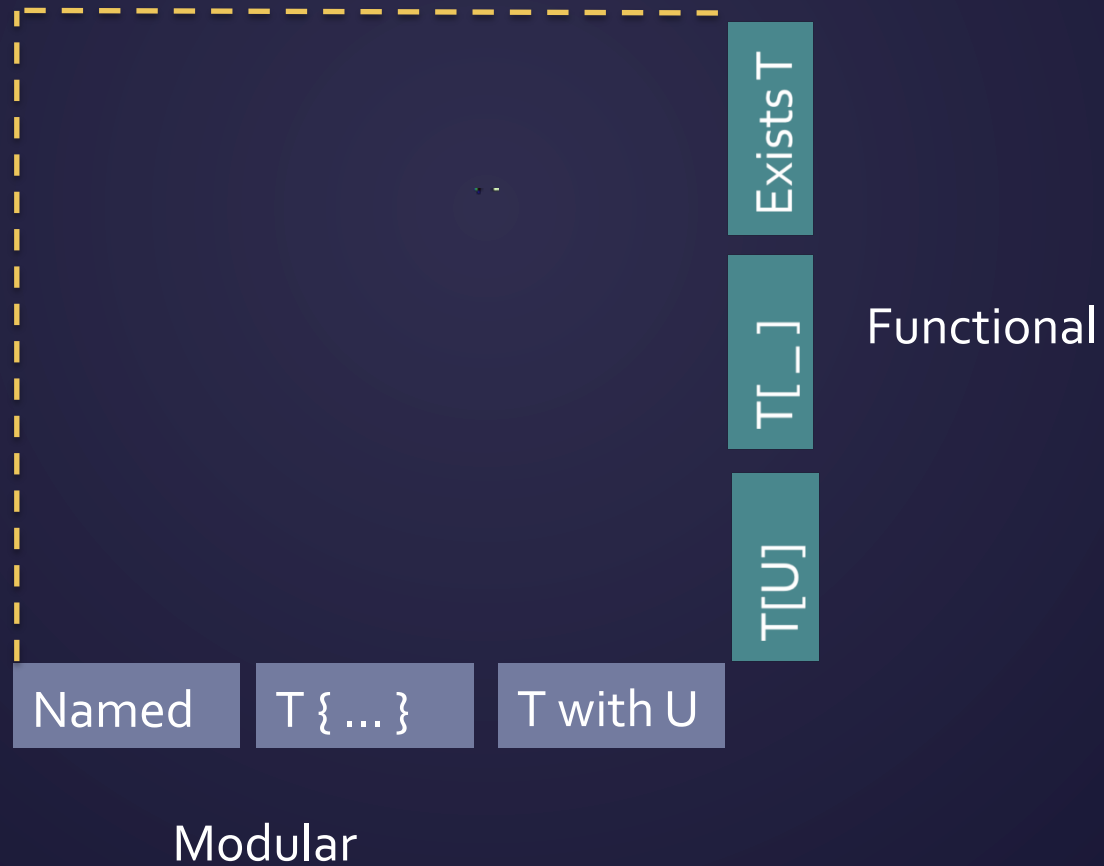 Exists T
T[ _ ]
Functional
T[U]
Named
T { … }
T with U
Modular